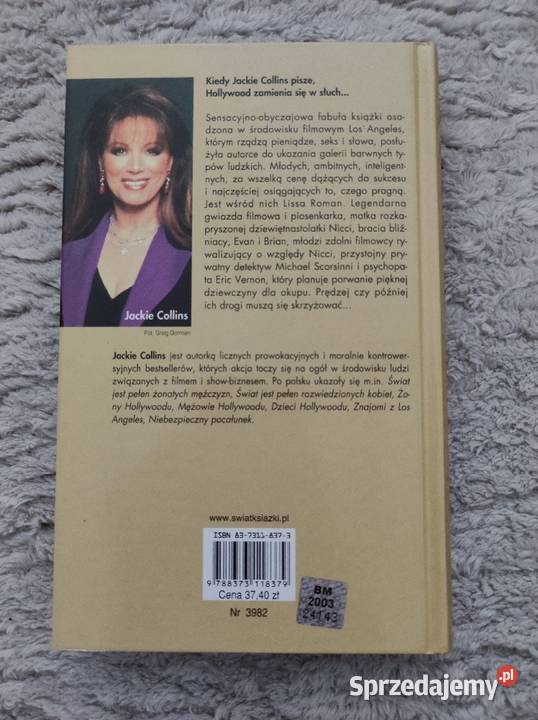 Kiedy Jackie Collins pisze,
Hollywood zamienia się w słuch...
Sensacyjno-obyczajowa fabuła książki osa-
dzona w środowisku filmowym Los Angeles,
którym rządzą pieniądze, seks i sława, posłu-
żyła autorce do ukazania galerii barwnych ty-
pów ludzkich. Młodych, ambitnych, inteligent-
nych, za wszelką cenę dążących do sukcesu
i najczęściej osiągających to, czego pragną.
Jest wśród nich Lissa Roman. Legendarna
gwiazda filmowa i piosenkarka, matka rozka-
pryszonej dziewiętnastolatki Nicci, bracia bliź-
niacy, Evan i Brian, młodzi zdolni filmowcy ry-
walizujący o względy Nicci, przystojny pry-
watny detektyw Michael Scorsinni i psychopa-
ta Eric Vernon, który planuje porwanie pięknej
dziewczyny dla okupu. Prędzej czy później
ich drogi muszą się skrzyżować...
Jackie Collins
Fot. Greg Gorman
Jackie Collins jest autorką licznych prowokacyjnych i moralnie kontrower-
syjnych bestsellerów, których akcja toczy się na ogół w środowisku ludzi
związanych z filmem i show-biznesem. Po polsku ukazały się m.in. Świat
jest pełen żonatych mężczyzn, Świat jest pełen rozwiedzionych kobiet, Żo-
ny Hollywoodu, Mężowie Hollywoodu, Dzieci Hollywoodu, Znajomi z Los
Angeles, Niebezpieczny pocałunek.
www.swiatksiazki.pl
ISBN 83-7311-837-3
9 788373 118379
Cena 37,40 zł
Nr 3982
BM
2003
24143
Sprzedajemy.pl